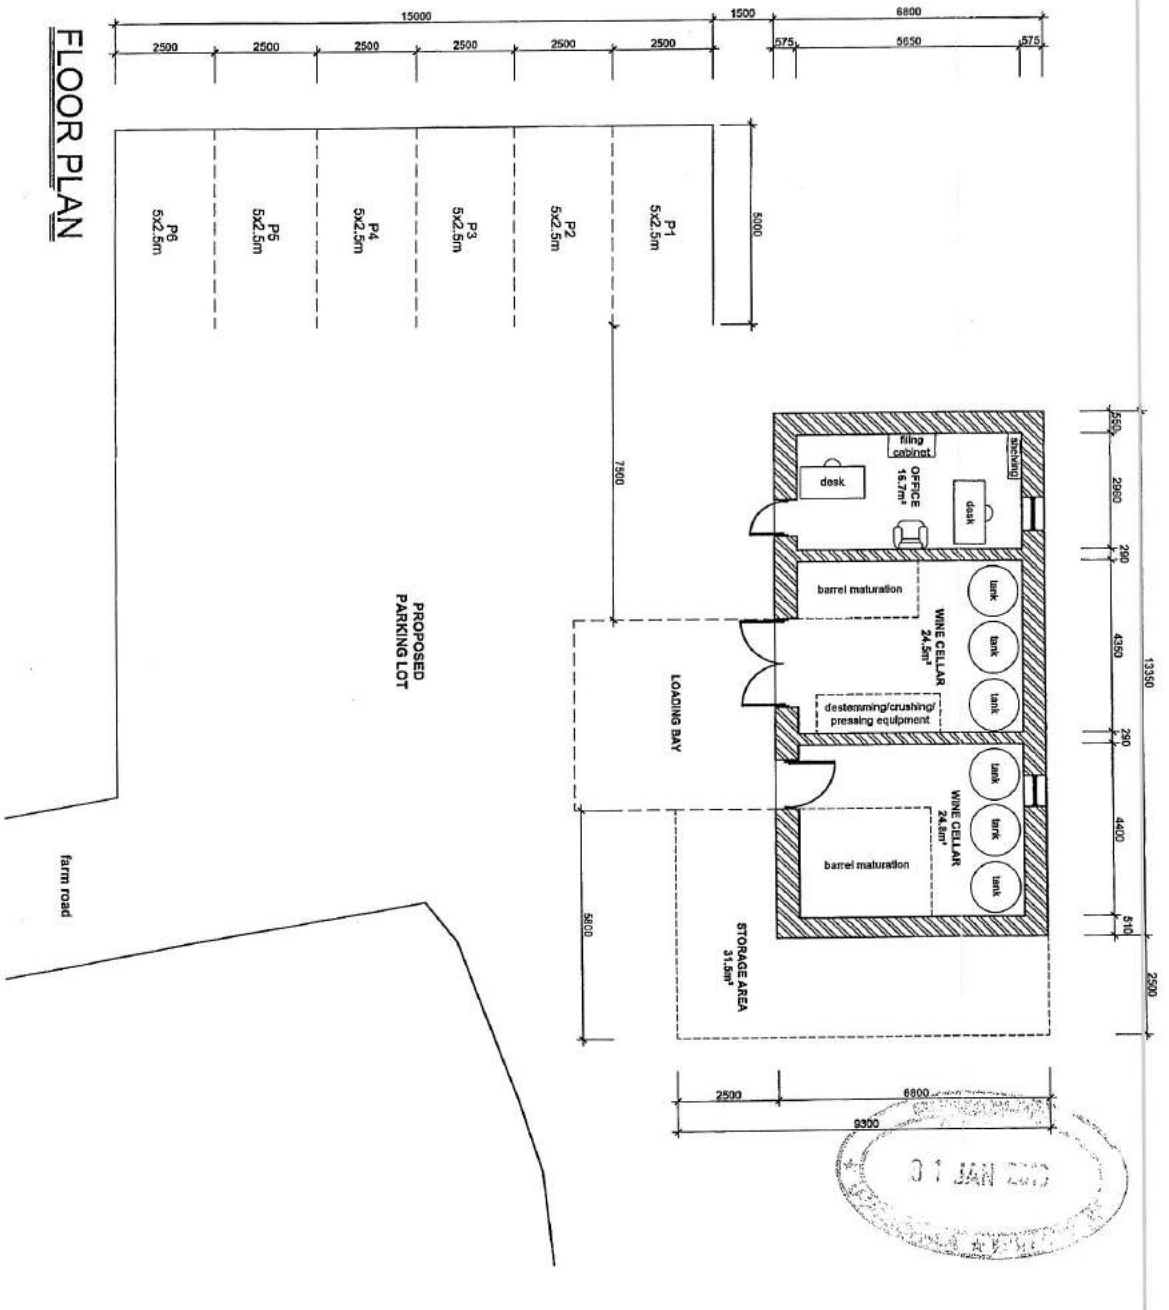 FLOOR PLAN
15000
1500
6800
2500
2500
2500
2500
2500
2500
575
5650
575
P6
5x2.5m
P5
5x2.5m
P4
5x2.5m
P3
5x2.5m
P2
5x2.5m
P1
5x2.5m
5000
7500
PROPOSED
PARKING LOT
LOADING BAY
farm road
5800
shelving
filing
cabinet
desk
desk
OFFICE
16.7m²
barrel maturation
WINE CELLAR
24.5m²
tank
tank
tank
destemming/crushing/
pressing equipment
WINE CELLAR
24.8m²
tank
tank
tank
barrel maturation
STORAGE AREA
31.5m²
550
2960
290
4350
290
4400
510
13350
2500
2500
6800
9300
01 JAN